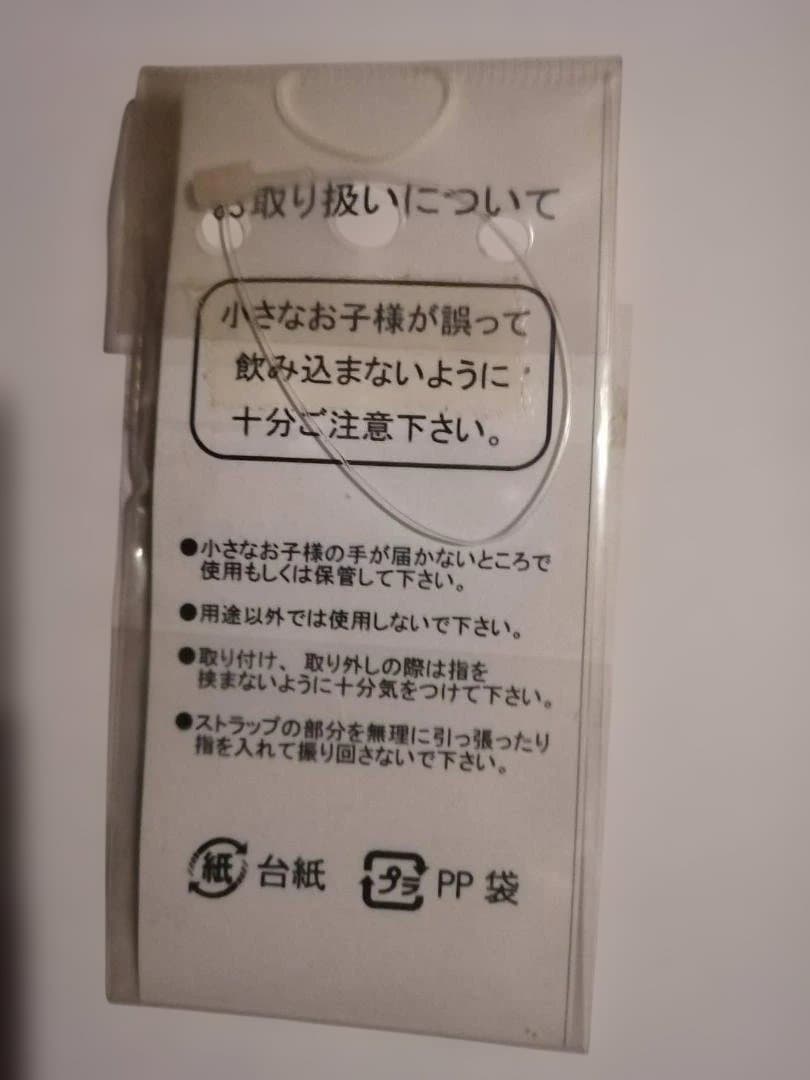 お取り扱いについて
小さなお子様が誤って
飲み込まないように
十分ご注意下さい。
●小さなお子様の手が届かないところで
使用もしくは保管して下さい。
●用途以外では使用しないで下さい。
●取り付け、取り外しの際は指を
挟まないように十分気をつけて下さい。
●ストラップの部分を無理に引っ張ったり
指を入れて振り回さないで下さい。
紙 台紙 プラ PP 袋